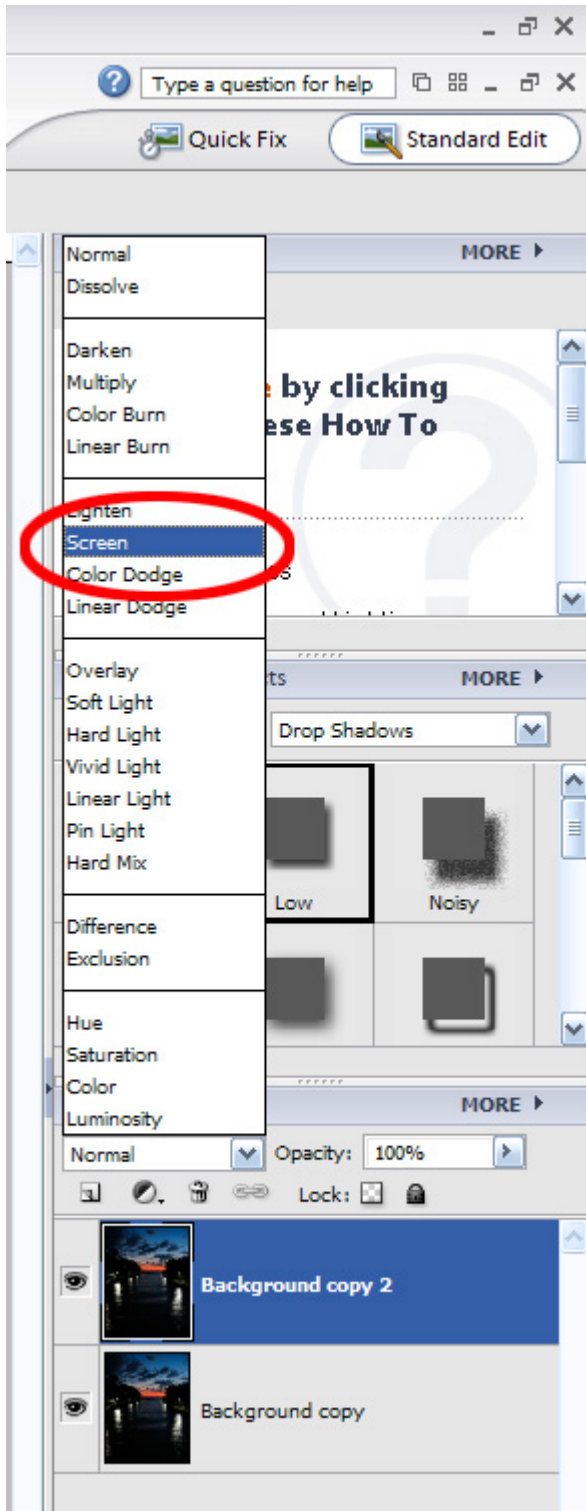 Type a question for help
Quick Fix
Standard Edit
Normal
MORE
Dissolve
Darken
Multiply
by clicking
Color Burn
ese How To
Linear Burn
Lighten
Screen
Color Dodge
os
Linear Dodge
Overlay
ts
MORE
Soft Light
Hard Light
Drop Shadows
Vivid Light
Linear Light
Pin Light
Hard Mix
Low
Noisy
Difference
Exclusion
Hue
Saturation
Color
Luminosity
MORE
Normal
Opacity: 100%
Lock:
Background copy 2
Background copy